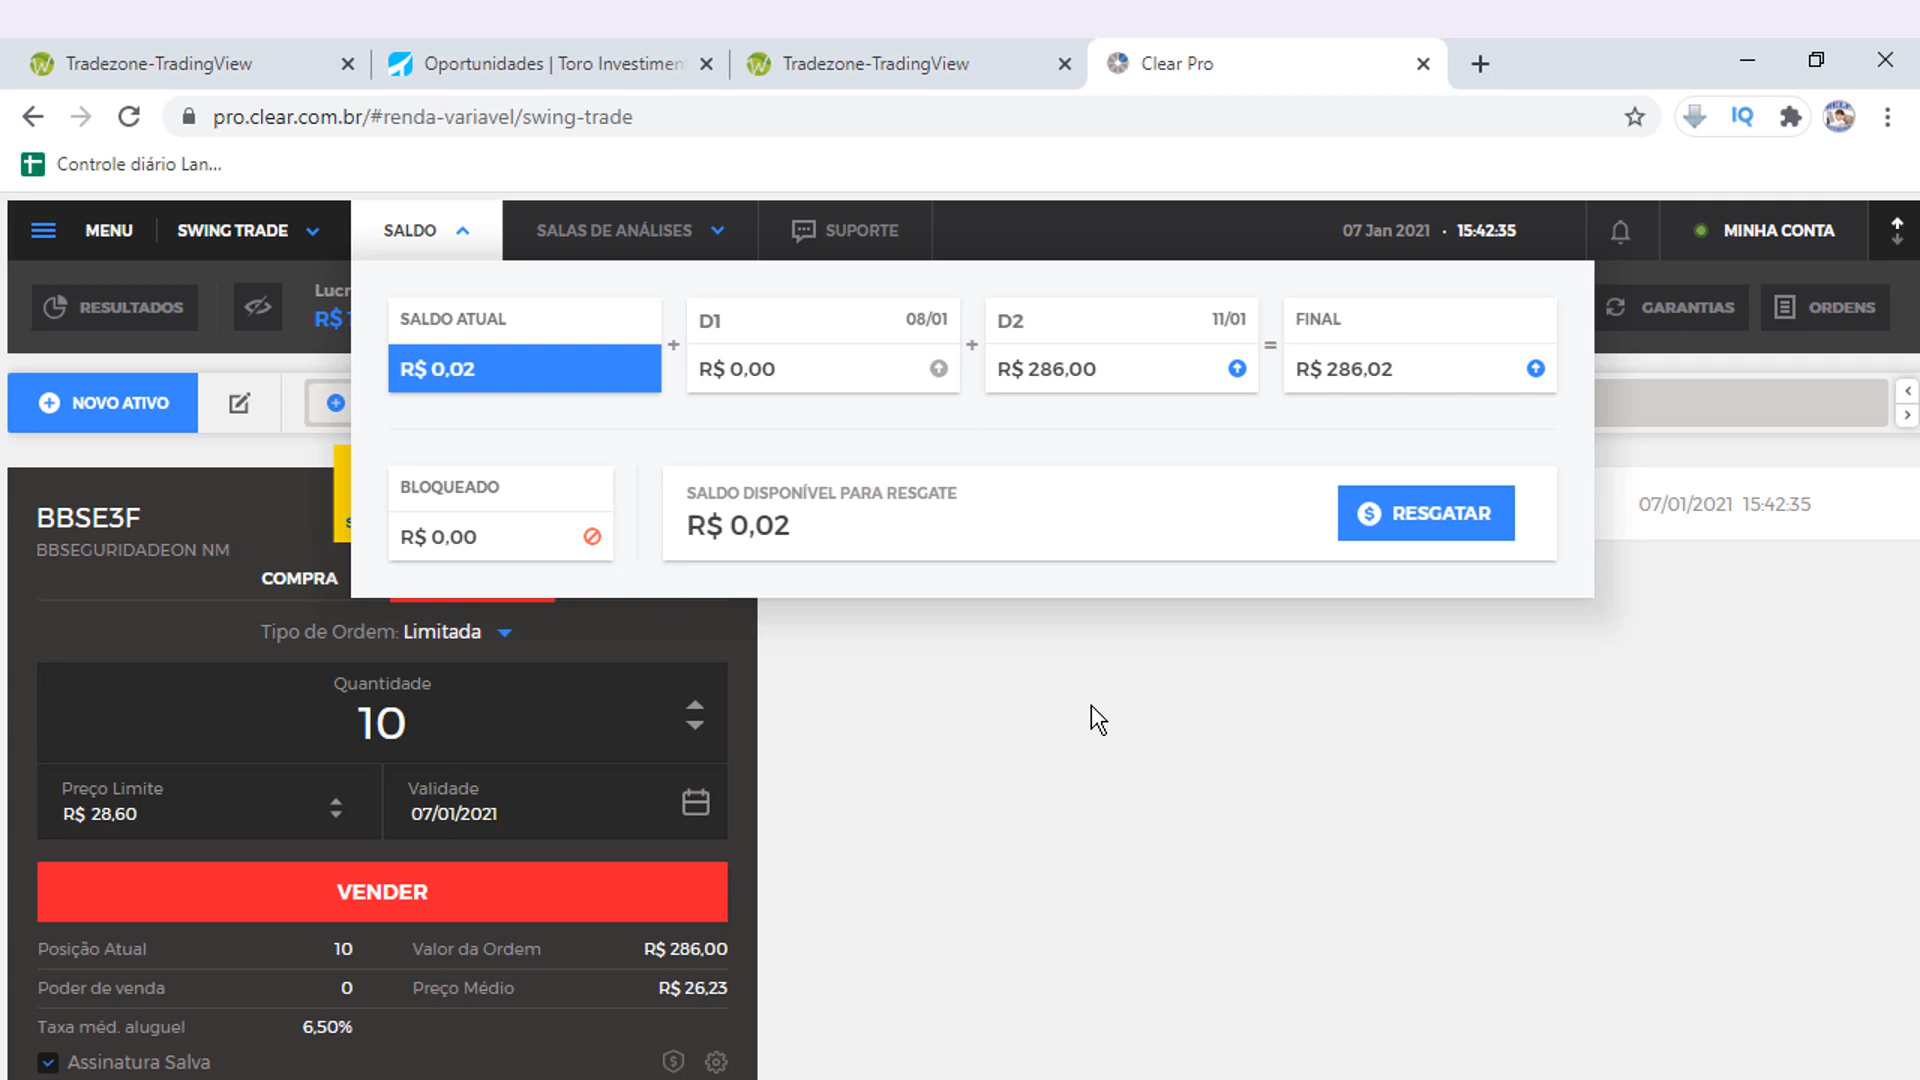 Tradezone-TradingView
Oportunidades | Toro Investimen
Tradezone-TradingView
Clear Pro
pro.clear.com.br/#renda-variavel/swing-trade
IQ
Controle diário Lan...
MENU
SWING TRADE
SALDO
SALAS DE ANÁLISES
SUPORTE
07 Jan 2021 · 15:42:35
MINHA CONTA
RESULTADOS
Lucr
R$ 1
GARANTIAS
ORDENS
SALDO ATUAL
R$ 0,02
+
D1 08/01
R$ 0,00
+
D2 11/01
R$ 286,00
=
FINAL
R$ 286,02
NOVO ATIVO
BLOQUEADO
R$ 0,00
SALDO DISPONÍVEL PARA RESGATE
R$ 0,02
RESGATAR
07/01/2021 15:42:35
BBSE3F
BBSEGURIDADEON NM
COMPRA
Tipo de Ordem: Limitada
Quantidade
10
Preço Limite
R$ 28,60
Validade
07/01/2021
VENDER
Posição Atual 10 Valor da Ordem R$ 286,00
Poder de venda 0 Preço Médio R$ 26,23
Taxa méd. aluguel 6,50%
Assinatura Salva